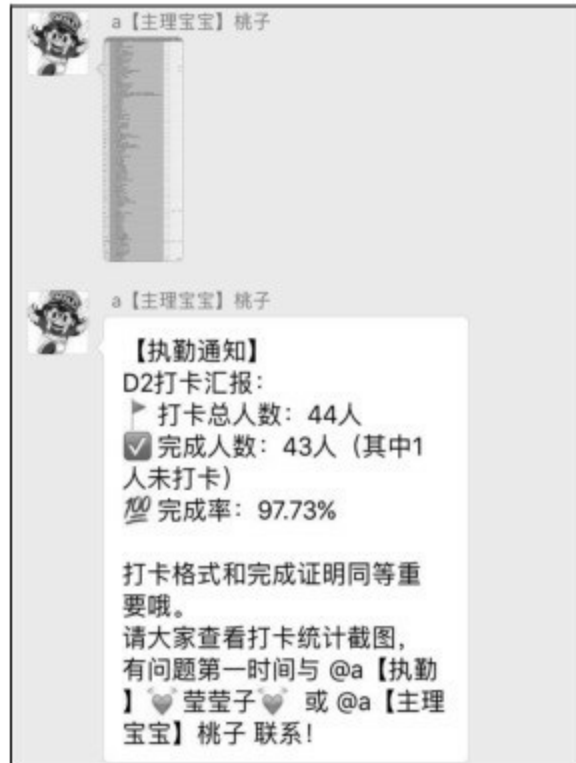 a【主理宝宝】桃子
a【主理宝宝】桃子
【执勤通知】
D2打卡汇报：
🚩 打卡总人数：44人
☑ 完成人数：43人（其中1
人未打卡）
💯 完成率：97.73%
打卡格式和完成证明同等重
要哦。
请大家查看打卡统计截图，
有问题第一时间与 @a【执勤
】💓莹莹子💓 或 @a【主理
宝宝】桃子 联系！